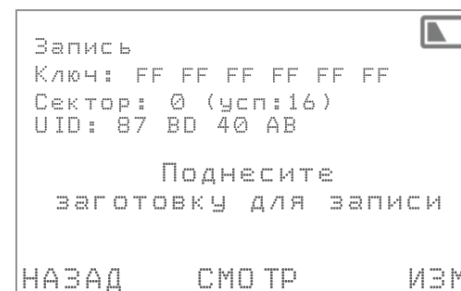 Запись
Ключ: FF FF FF FF FF FF
Сектор: 0 (усп:16)
UID: 87 BD 40 AB
Поднесите
заготовку для записи
НАЗАД СМОТР ИЗМ